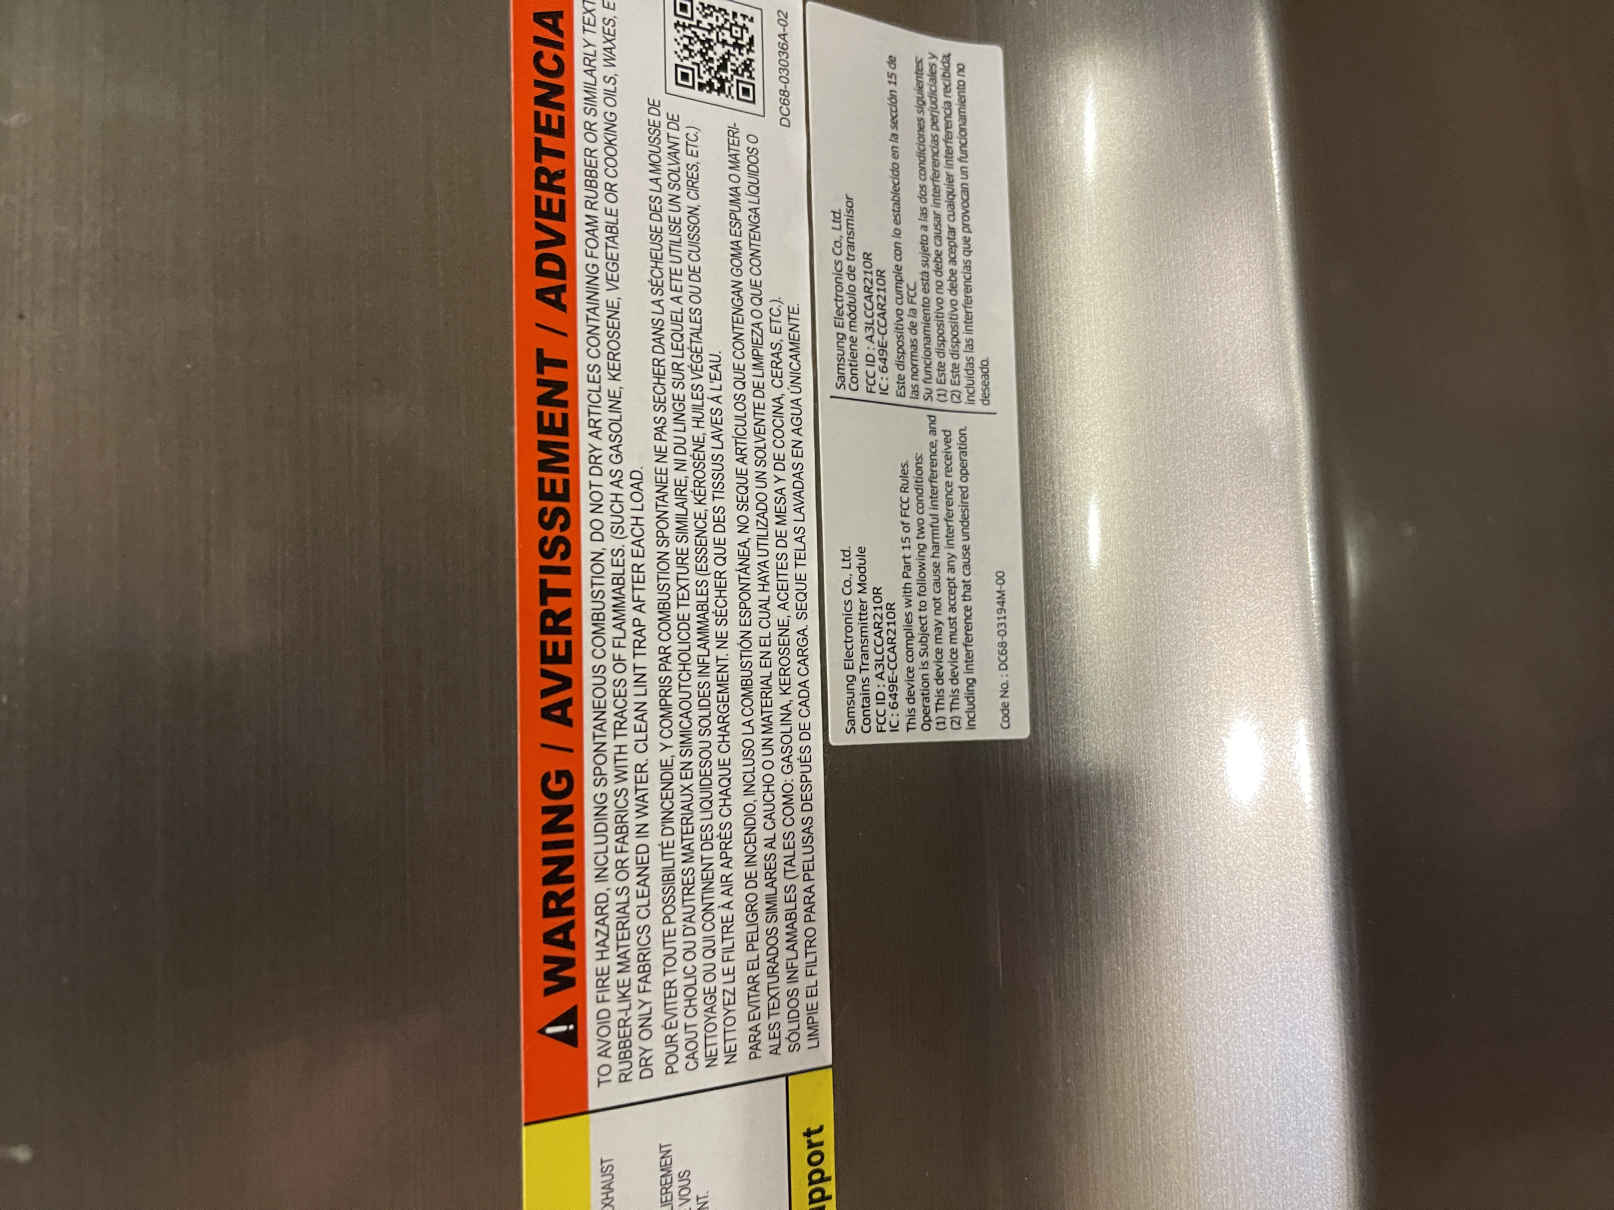 ⚠ WARNING / AVERTISSEMENT / ADVERTENCIA
TO AVOID FIRE HAZARD, INCLUDING SPONTANEOUS COMBUSTION, DO NOT DRY ARTICLES CONTAINING FOAM RUBBER OR SIMILARLY TEXT
RUBBER-LIKE MATERIALS OR FABRICS WITH TRACES OF FLAMMABLES. (SUCH AS GASOLINE, KEROSENE, VEGETABLE OR COOKING OILS, WAXES, E
DRY ONLY FABRICS CLEANED IN WATER. CLEAN LINT TRAP AFTER EACH LOAD.
POUR ÉVITER TOUTE POSSIBILITÉ D'INCENDIE, Y COMPRIS PAR COMBUSTION SPONTANEE NE PAS SECHER DANS LA SÉCHEUSE DES LA MOUSSE DE
CAOUT CHOLIC OU D'AUTRES MATERIAUX EN SIMICAOUTCHOLICDE TEXTURE SIMILAIRE, NI DU LINGE SUR LEQUEL A ETE UTILISE UN SOLVANT DE
NETTOYAGE OU QUI CONTINENT DES LIQUIDESOU SOLIDES INFLAMMABLES (ESSENCE, KÉROSÉNE, HUILES VÉGÉTALES OU DE CUISSON, CIRES, ETC.)
NETTOYEZ LE FILTRE À AIR APRÈS CHAQUE CHARGEMENT. NE SÉCHER QUE DES TISSUS LAVES Á L'EAU.
PARA EVITAR EL PELIGRO DE INCENDIO, INCLUSO LA COMBUSTIÓN ESPONTÁNEA, NO SEQUE ARTÍCULOS QUE CONTENGAN GOMA ESPUMA O MATERI-
ALES TEXTURADOS SIMILARES AL CAUCHO O UN MATERIAL EN EL CUAL HAYA UTILIZADO UN SOLVENTE DE LIMPIEZA O QUE CONTENGA LÍQUIDOS O
SÓLIDOS INFLAMABLES (TALES COMO: GASOLINA, KEROSENE, ACEITES DE MESA Y DE COCINA, CERAS, ETC.).
LIMPIE EL FILTRO PARA PELUSAS DESPUÉS DE CADA CARGA. SEQUE TELAS LAVADAS EN AGUA ÚNICAMENTE.
DC68-03036A-02
XHAUST
LIEREMENT
VOUS
NT.
pport
Samsung Electronics Co., Ltd.
Contains Transmitter Module
FCC ID : A3LCCAR210R
IC : 649E-CCAR210R
This device complies with Part 15 of FCC Rules.
Operation is Subject to following two conditions:
(1) This device may not cause harmful interference, and
(2) This device must accept any interference received
including interference that cause undesired operation.
Code No. : DC68-03194M-00
Samsung Electronics Co., Ltd.
Contiene módulo de transmisor
FCC ID : A3LCCAR210R
IC : 649E-CCAR210R
Este dispositivo cumple con lo establecido en la sección 15 de
las normas de la FCC.
Su funcionamiento está sujeto a las dos condiciones siguientes:
(1) Este dispositivo no debe causar interferencias perjudiciales y
(2) Este dispositivo debe aceptar cualquier interferencia recibida,
incluidas las interferencias que provocan un funcionamiento no
deseado.